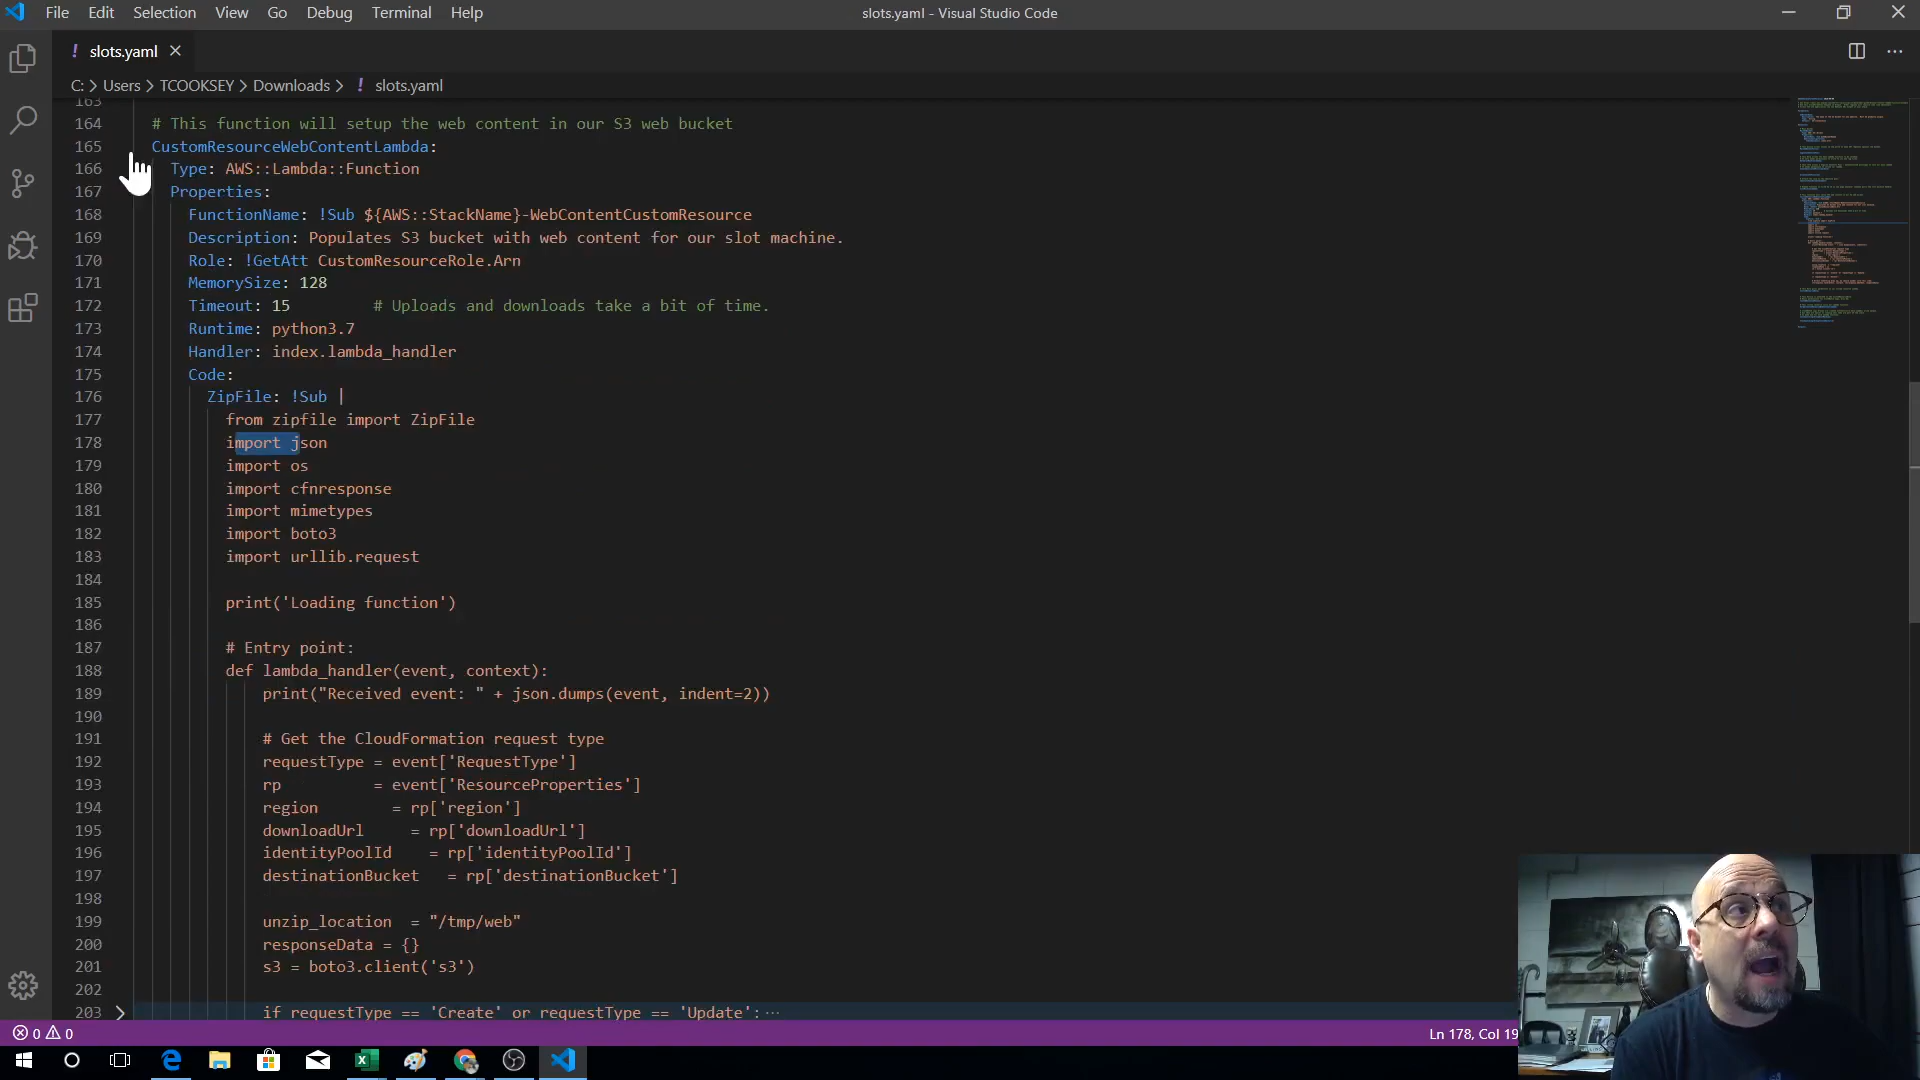 File Edit Selection View Go Debug Terminal Help
slots.yaml - Visual Studio Code
! slots.yaml
C: > Users > TCOOKSEY > Downloads > ! slots.yaml
163
164 # This function will setup the web content in our S3 web bucket
165 CustomResourceWebContentLambda:
166 Type: AWS::Lambda::Function
167 Properties:
168 FunctionName: !Sub ${AWS::StackName}-WebContentCustomResource
169 Description: Populates S3 bucket with web content for our slot machine.
170 Role: !GetAtt CustomResourceRole.Arn
171 MemorySize: 128
172 Timeout: 15 # Uploads and downloads take a bit of time.
173 Runtime: python3.7
174 Handler: index.lambda_handler
175 Code:
176 ZipFile: !Sub |
177 from zipfile import ZipFile
178 import json
179 import os
180 import cfnresponse
181 import mimetypes
182 import boto3
183 import urllib.request
184
185 print('Loading function')
186
187 # Entry point:
188 def lambda_handler(event, context):
189 print("Received event: " + json.dumps(event, indent=2))
190
191 # Get the CloudFormation request type
192 requestType = event['RequestType']
193 rp = event['ResourceProperties']
194 region = rp['region']
195 downloadUrl = rp['downloadUrl']
196 identityPoolId = rp['identityPoolId']
197 destinationBucket = rp['destinationBucket']
198
199 unzip_location = "/tmp/web"
200 responseData = {}
201 s3 = boto3.client('s3')
202
203 if requestType == 'Create' or requestType == 'Update': ...
0 0
Ln 178, Col 19